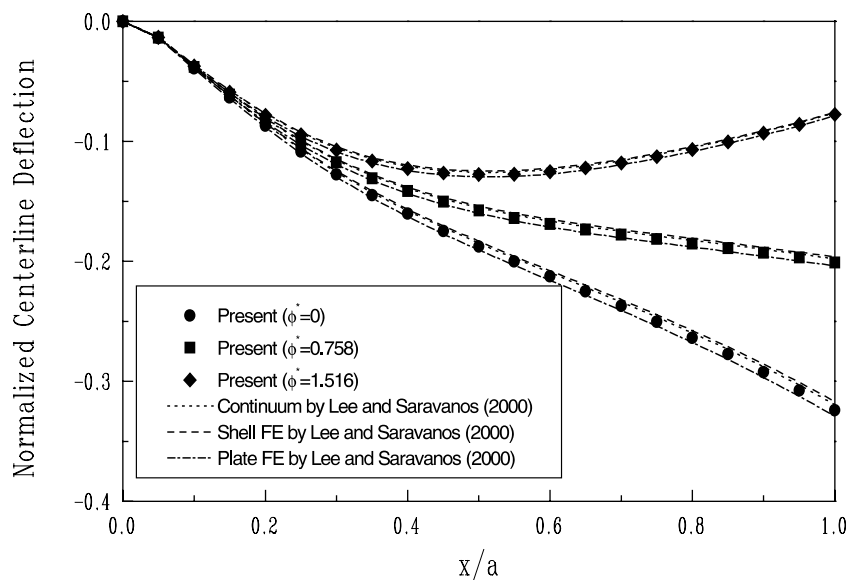 0.0
-0.1
-0.2
-0.3
-0.4
Normalized Centerline Deflection
Present (ϕ*=0)
Present (ϕ*=0.758)
Present (ϕ*=1.516)
Continuum by Lee and Saravanos (2000)
Shell FE by Lee and Saravanos (2000)
Plate FE by Lee and Saravanos (2000)
0.0 0.2 0.4 0.6 0.8 1.0
x/a